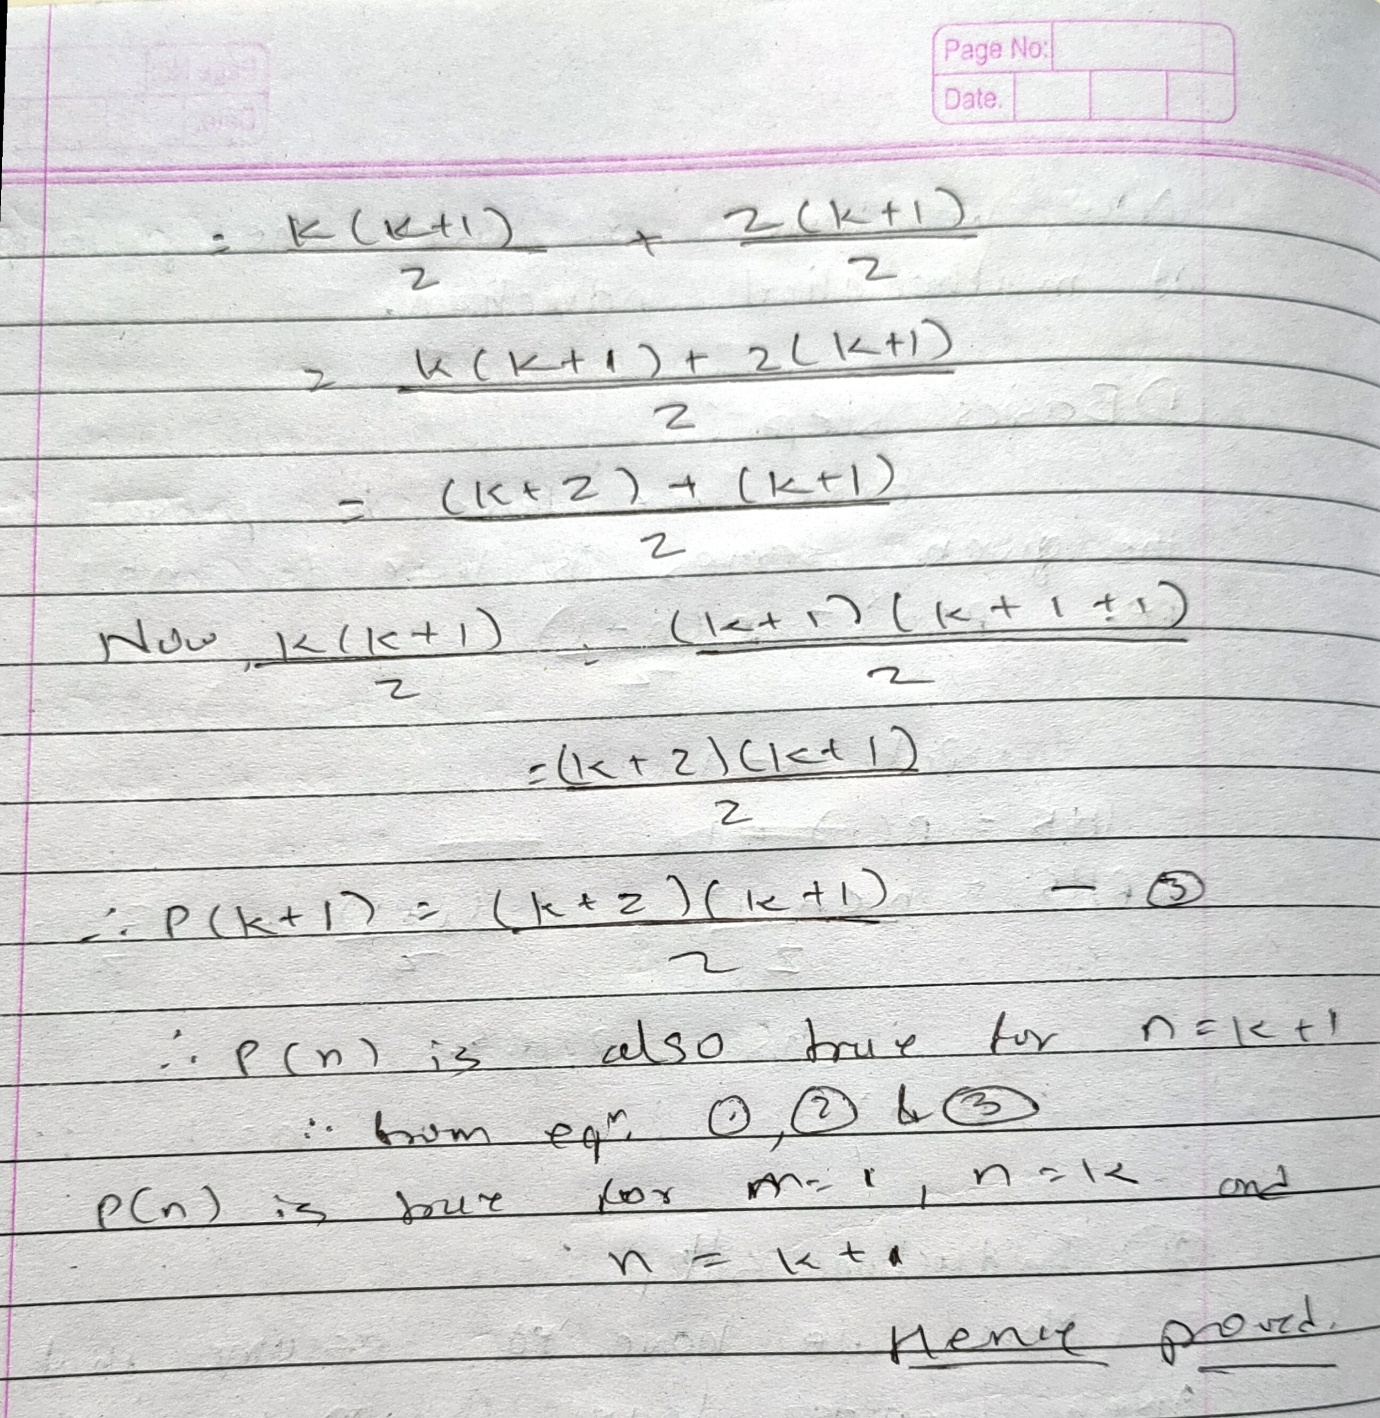 Page No:
Date.
= k(k+1)/2 + 2(k+1)/2
= k(k+1) + 2(k+1)/2
= (k+2) + (k+1)/2
Now, k(k+1)/2 = (k+1)(k+1+1)/2
= (k+2)(k+1)/2
∴ P(k+1) = (k+2)(k+1)/2 — ③
∴ P(n) is also true for n=k+1
∴ from eqn. ①, ② & ③
P(n) is true for n=1, n=k and
n = k+1
Hence proved.